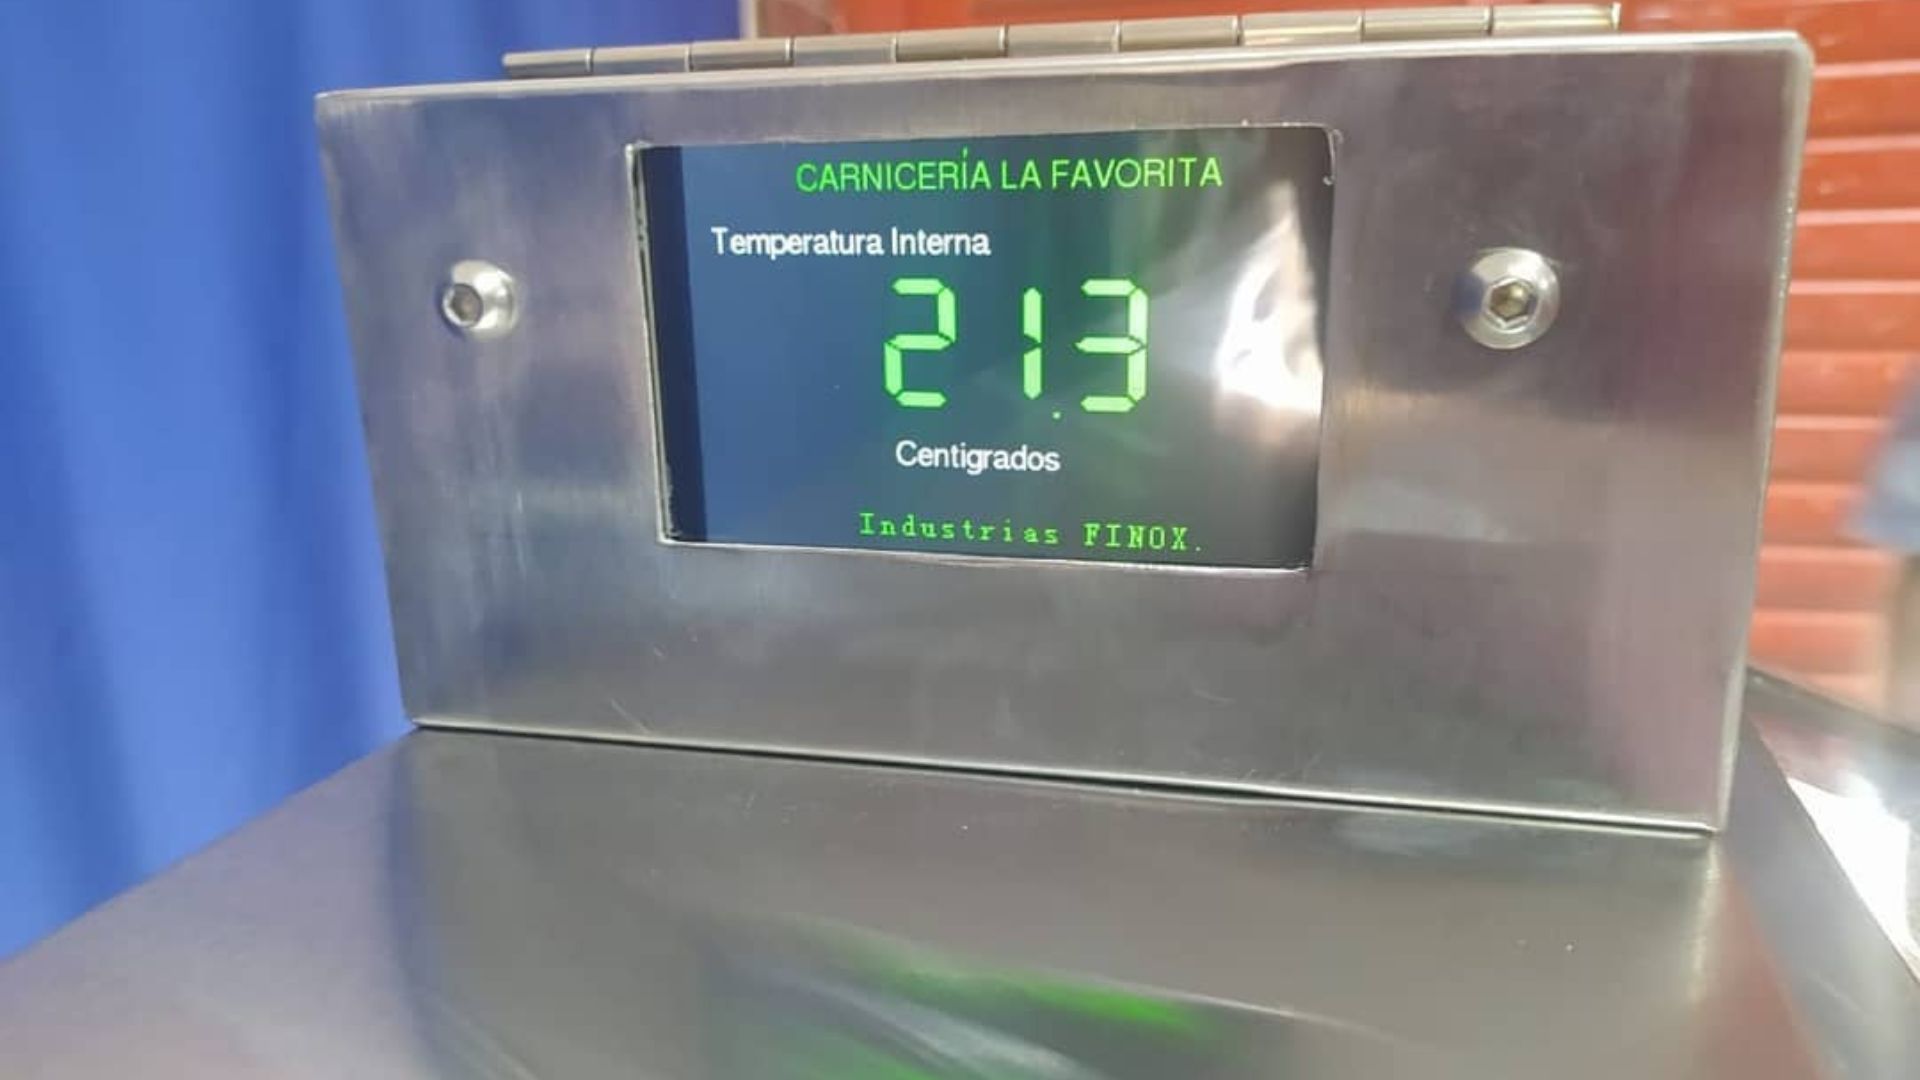 CARNICERÍA LA FAVORITA
Temperatura Interna
21.3
Centigrados
Industrias FINOX.